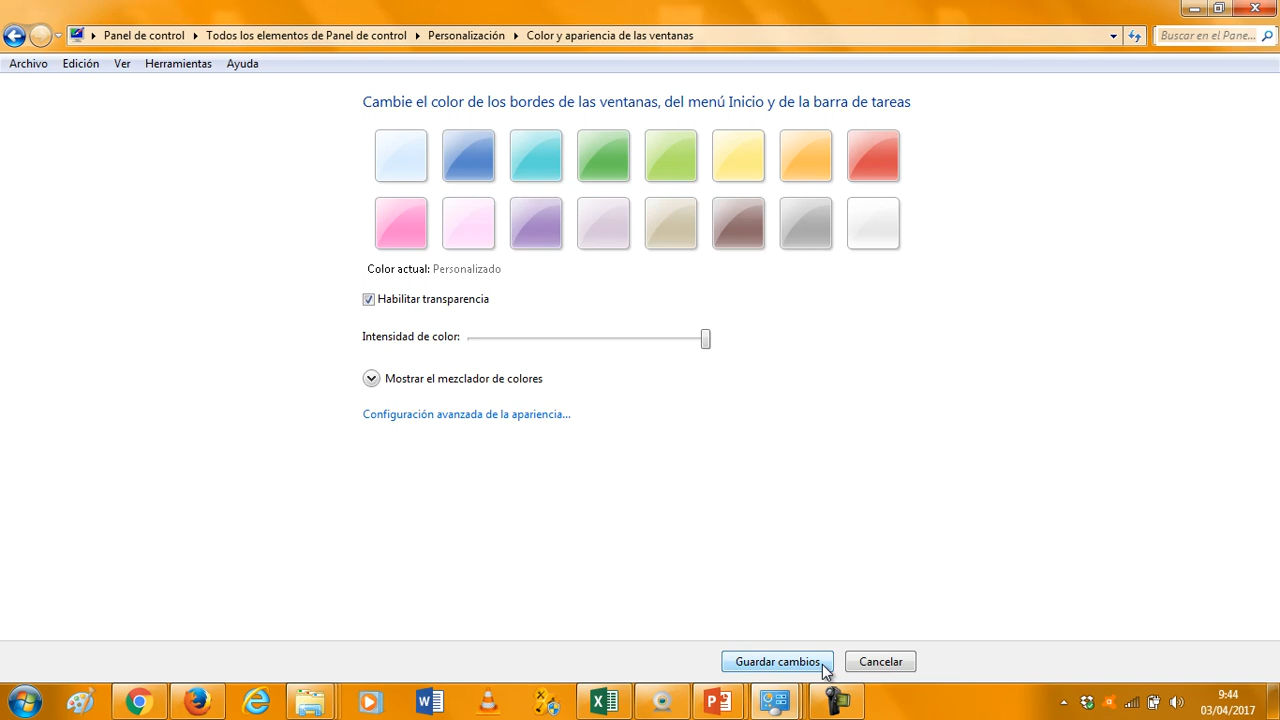 Panel de control
Todos los elementos de Panel de control
Personalización
Color y apariencia de las ventanas
Buscar en el Pane...
Archivo
Edición
Ver
Herramientas
Ayuda
Cambie el color de los bordes de las ventanas, del menú Inicio y de la barra de tareas
Color actual: Personalizado
Habilitar transparencia
Intensidad de color:
Mostrar el mezclador de colores
Configuración avanzada de la apariencia...
Guardar cambios
Cancelar
9:44
03/04/2017